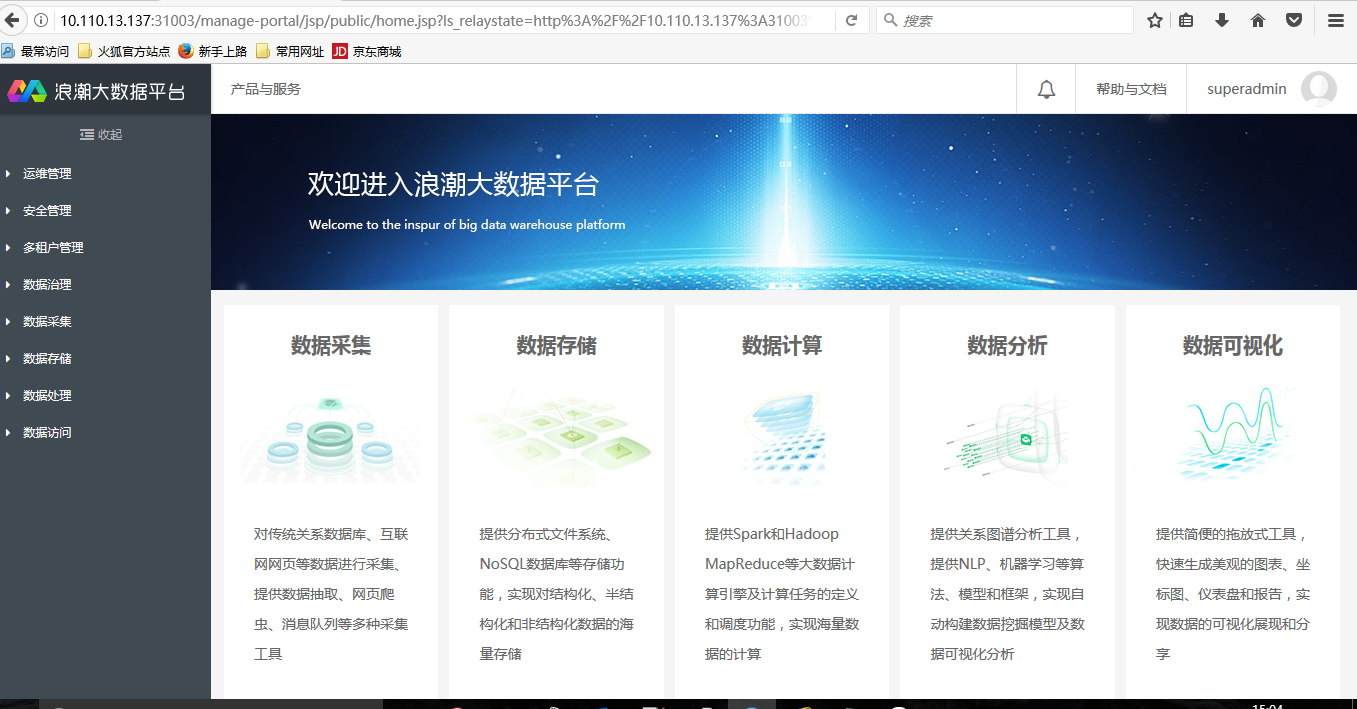 10.110.13.137:31003/manage-portal/jsp/public/home.jsp?ls_relaystate=http%3A%2F%2F10.110.13.137%3A31003
搜索
最常访问 火狐官方站点 新手上路 常用网址 JD 京东商城
浪潮大数据平台
产品与服务
帮助与文档
superadmin
收起
运维管理
安全管理
多租户管理
数据治理
数据采集
数据存储
数据处理
数据访问
欢迎进入浪潮大数据平台
Welcome to the inspur of big data warehouse platform
数据采集
对传统关系数据库、互联
网网页等数据进行采集、
提供数据抽取、网页爬
虫、消息队列等多种采集
工具
数据存储
提供分布式文件系统、
NoSQL数据库等存储功
能，实现对结构化、半结
构化和非结构化数据的海
量存储
数据计算
提供Spark和Hadoop
MapReduce等大数据计
算引擎及计算任务的定义
和调度功能，实现海量数
据的计算
数据分析
提供关系图谱分析工具，
提供NLP、机器学习等算
法、模型和框架，实现自
动构建数据挖掘模型及数
据可视化分析
数据可视化
提供简便的拖放式工具，
快速生成美观的图表、坐
标图、仪表盘和报告，实
现数据的可视化展现和分
享
15:04